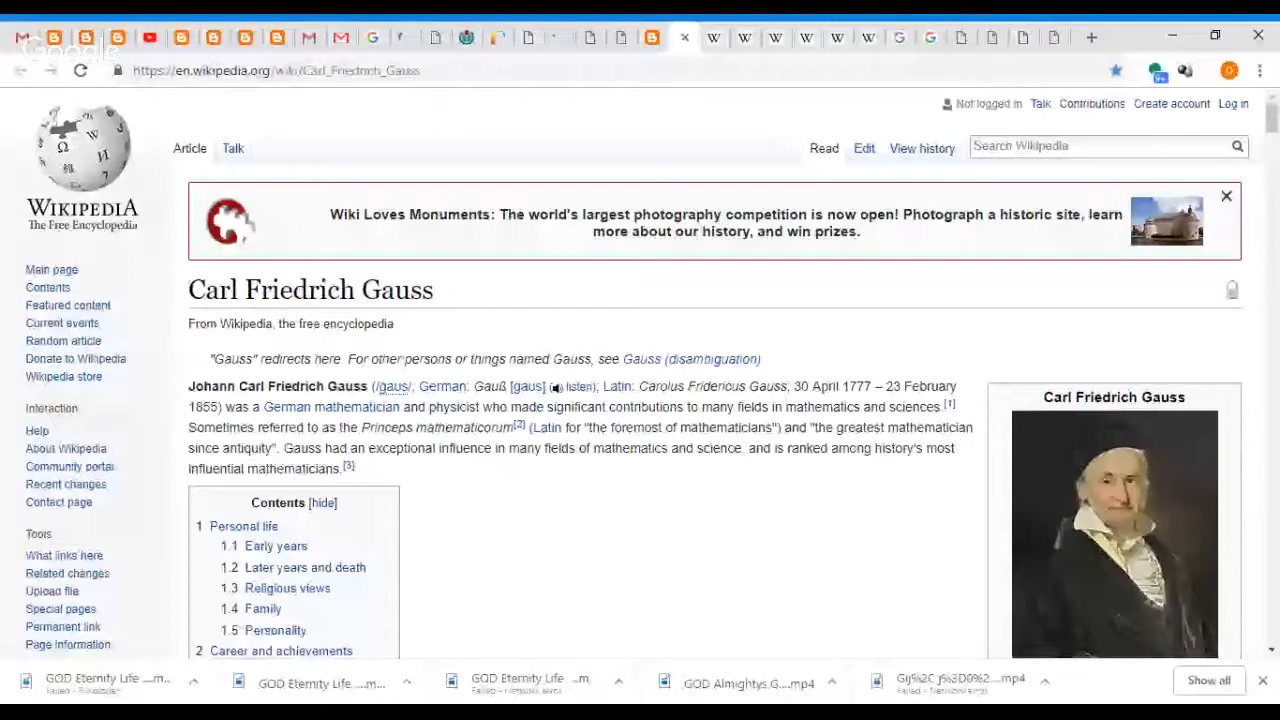 Google
https://en.wikipedia.org/wiki/Carl_Friedrich_Gauss
Not logged in Talk Contributions Create account Log in
Article Talk Read Edit View history Search Wikipedia
WIKIPEDIA
The Free Encyclopedia
Wiki Loves Monuments: The world's largest photography competition is now open! Photograph a historic site, learn
more about our history, and win prizes.
Main page
Contents
Featured content
Current events
Random article
Donate to Wikipedia
Wikipedia store
Interaction
Help
About Wikipedia
Community portal
Recent changes
Contact page
Tools
What links here
Related changes
Upload file
Special pages
Permanent link
Page information
Carl Friedrich Gauss
From Wikipedia, the free encyclopedia
"Gauss" redirects here. For other persons or things named Gauss, see Gauss (disambiguation)
Johann Carl Friedrich Gauss (/ɡaʊs/; German: Gauß [ɡaʊs] (listen); Latin: Carolus Fridericus Gauss; 30 April 1777 – 23 February
1855) was a German mathematician and physicist who made significant contributions to many fields in mathematics and sciences.[1]
Sometimes referred to as the Princeps mathematicorum[2] (Latin for "the foremost of mathematicians") and "the greatest mathematician
since antiquity". Gauss had an exceptional influence in many fields of mathematics and science, and is ranked among history's most
influential mathematicians.[3]
Contents [hide]
1 Personal life
1.1 Early years
1.2 Later years and death
1.3 Religious views
1.4 Family
1.5 Personality
2 Career and achievements
Carl Friedrich Gauss
GOD Eternity Life ....m...
GOD Eternity Life ....m...
GOD Eternity Life ...m
GOD Almightys G....mp4
Show all